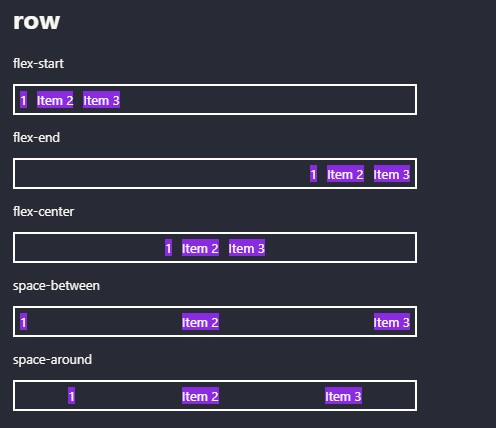 row
flex-start
1 Item 2 Item 3
flex-end
1 Item 2 Item 3
flex-center
1 Item 2 Item 3
space-between
1 Item 2 Item 3
space-around
1 Item 2 Item 3